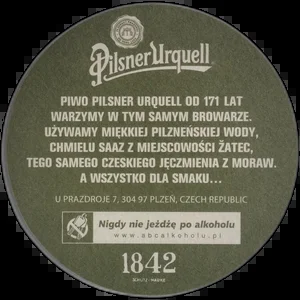 Pilsner Urquell
PIWO PILSNER URQUELL OD 171 LAT
WARZYMY W TYM SAMYM BROWARZE.
UŻYWAMY MIĘKKIEJ PILZNEŃSKIEJ WODY,
CHMIELU SAAZ Z MIEJSCOWOŚCI ŽATEC,
TEGO SAMEGO CZESKIEGO JĘCZMIENIA Z MORAW.
A WSZYSTKO DLA SMAKU...
U PRAZDROJE 7, 304 97 PLZEŇ, CZECH REPUBLIC
Nigdy nie jeżdżę po alkoholu
www.abcalkoholu.pl
1842